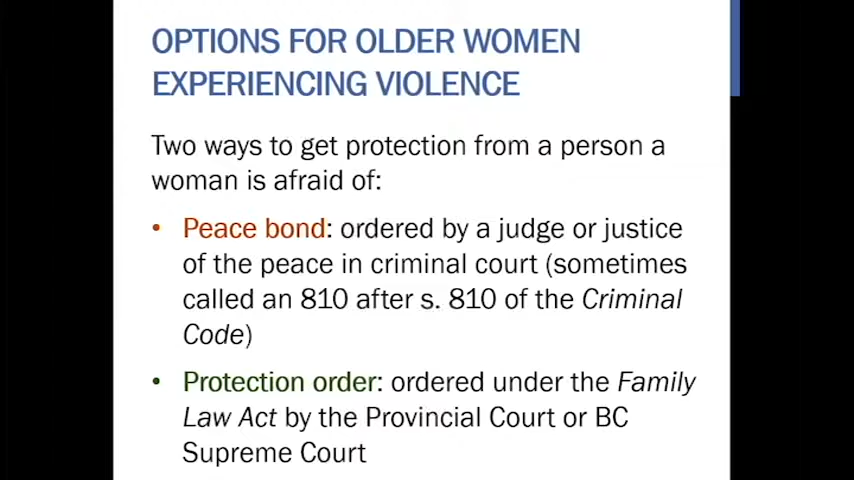 OPTIONS FOR OLDER WOMEN
EXPERIENCING VIOLENCE
Two ways to get protection from a person a
woman is afraid of:
• Peace bond: ordered by a judge or justice
of the peace in criminal court (sometimes
called an 810 after s. 810 of the Criminal
Code)
• Protection order: ordered under the Family
Law Act by the Provincial Court or BC
Supreme Court